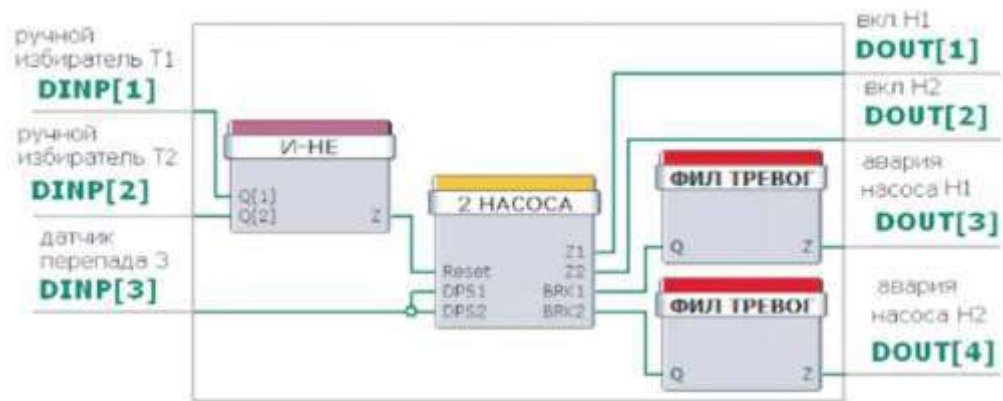 ручной
избиратель T1
DINP[1]
ручной
избиратель T2
DINP[2]
датчик
перепада 3
DINP[3]
И-НЕ
Q[1]
Q[2]
Z
2 НАСОСА
Reset
DPS1
DPS2
Z1
Z2
BRK1
BRK2
ФИЛ ТРЕВОГ
Q
Z
ФИЛ ТРЕВОГ
Q
Z
вкл Н1
DOUT[1]
вкл Н2
DOUT[2]
авария
насоса Н1
DOUT[3]
авария
насоса Н2
DOUT[4]